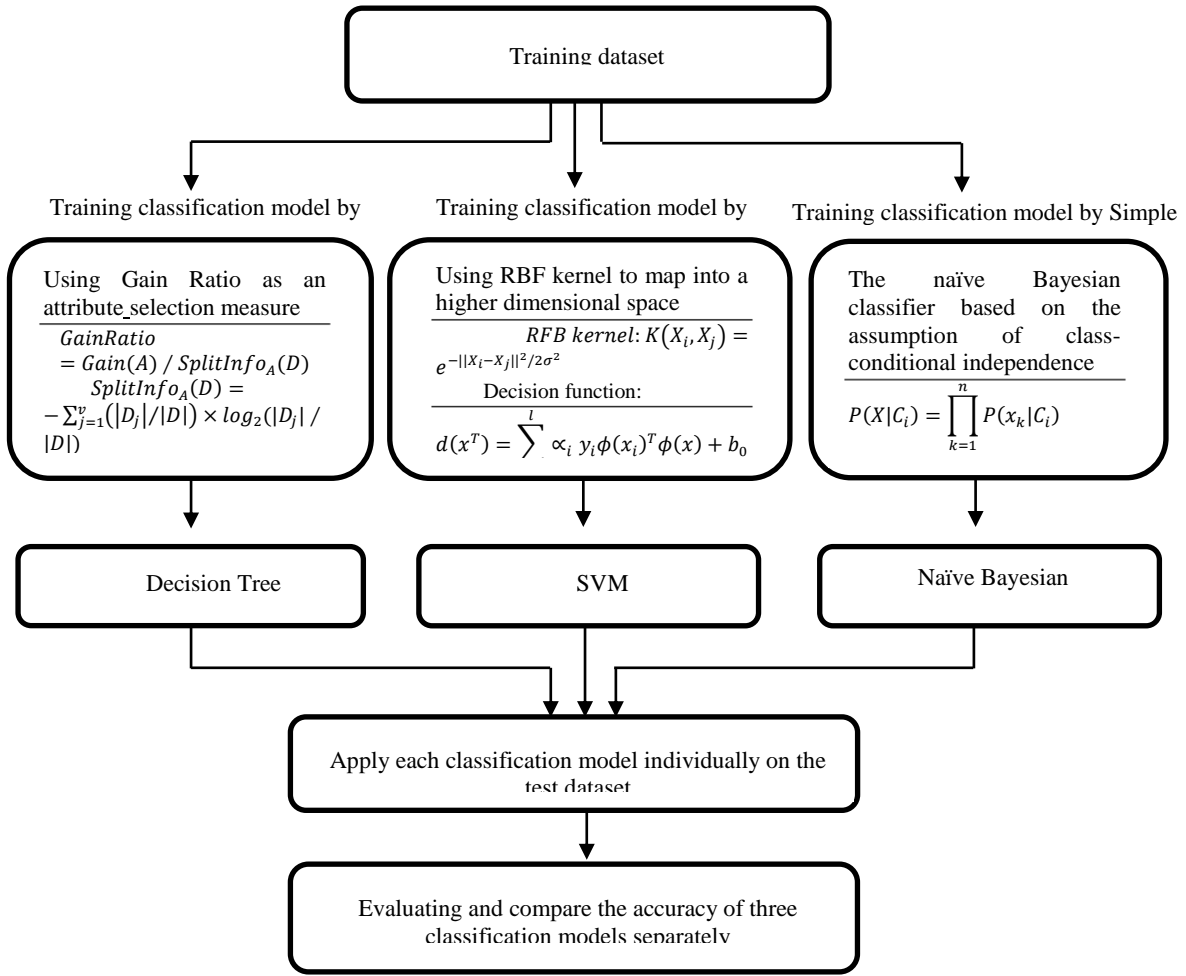 Training dataset
Training classification model by
Training classification model by
Training classification model by Simple
Using Gain Ratio as an
attribute selection measure
GainRatio
= Gain(A) / SplitInfo_A(D)
SplitInfo_A(D) =
−∑_{j=1}^{v}(|D_j|/|D|) × log_2(|D_j| /
|D|)
Using RBF kernel to map into a
higher dimensional space
RFB kernel: K(X_i, X_j) =
e^{−||X_i−X_j||^2/2σ^2}
Decision function:
d(x^T) = ∑^{l} ∝_i y_i ϕ(x_i)^T ϕ(x) + b_0
The naïve Bayesian
classifier based on the
assumption of class-
conditional independence
P(X|C_i) = ∏_{k=1}^{n} P(x_k|C_i)
Decision Tree
SVM
Naïve Bayesian
Apply each classification model individually on the
test dataset
Evaluating and compare the accuracy of three
classification models separately